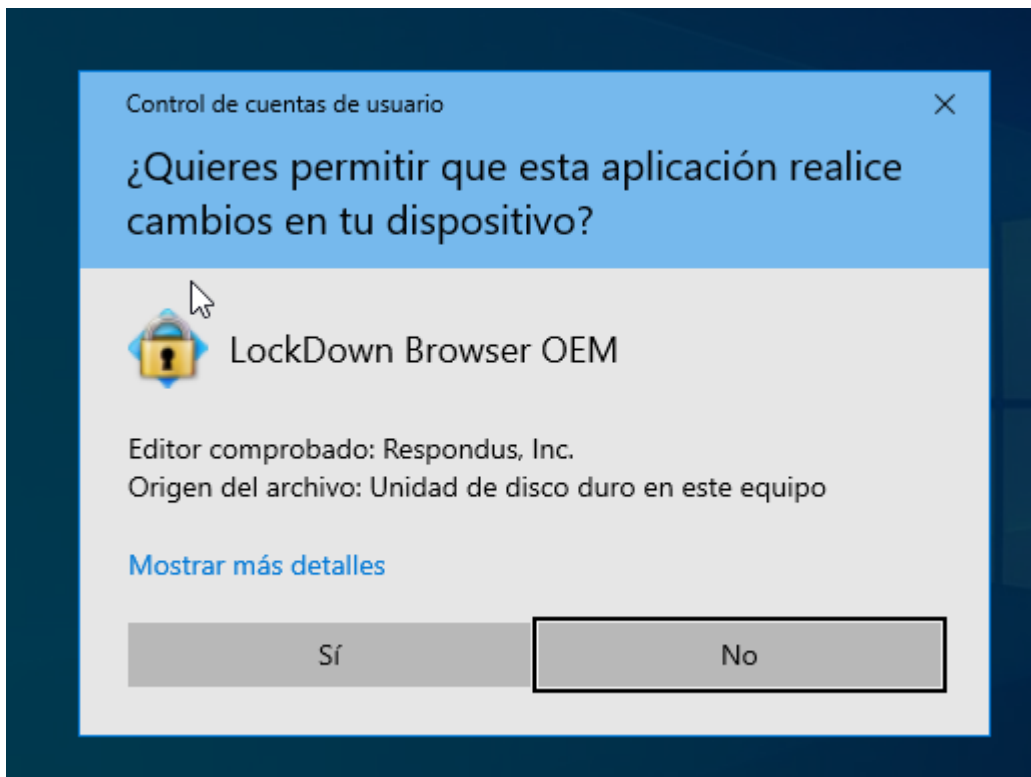 Control de cuentas de usuario
¿Quieres permitir que esta aplicación realice
cambios en tu dispositivo?
LockDown Browser OEM
Editor comprobado: Respondus, Inc.
Origen del archivo: Unidad de disco duro en este equipo
Mostrar más detalles
Sí
No